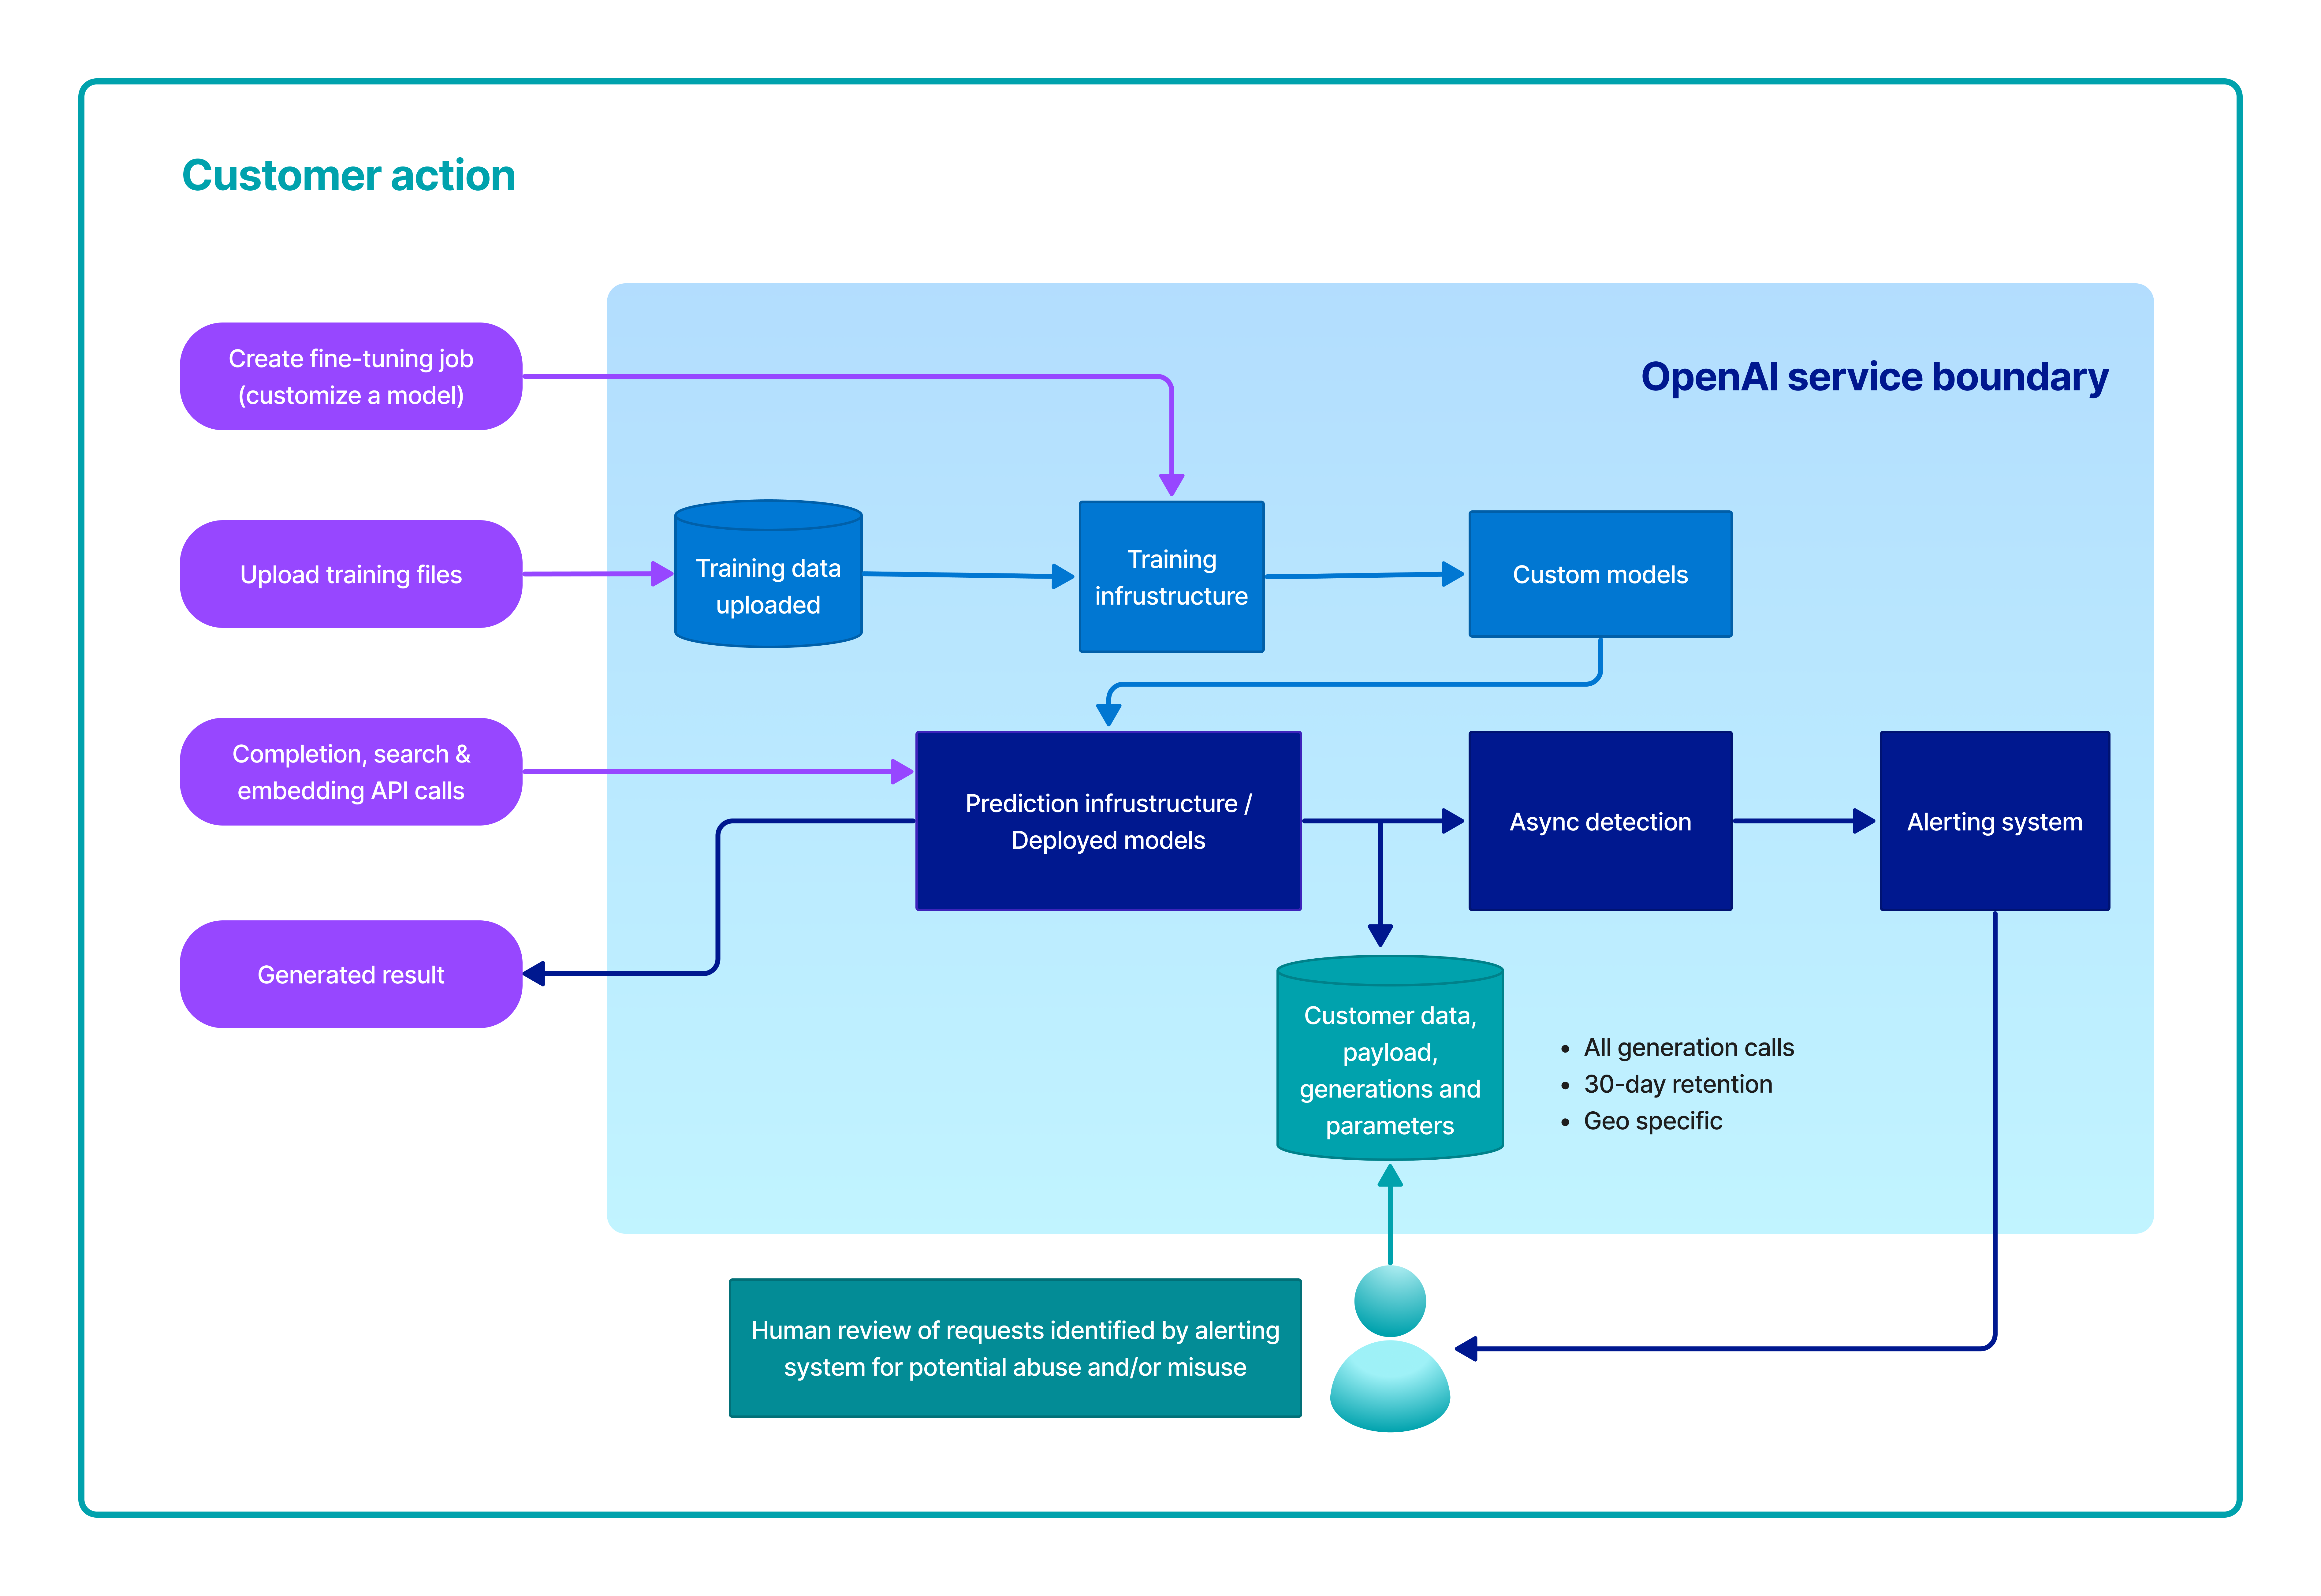 Customer action
OpenAI service boundary
Create fine-tuning job
(customize a model)
Upload training files
Training data
uploaded
Training
infrustructure
Custom models
Completion, search &
embedding API calls
Prediction infrustructure /
Deployed models
Async detection
Alerting system
Generated result
Customer data,
payload,
generations and
parameters
• All generation calls
• 30-day retention
• Geo specific
Human review of requests identified by alerting
system for potential abuse and/or misuse